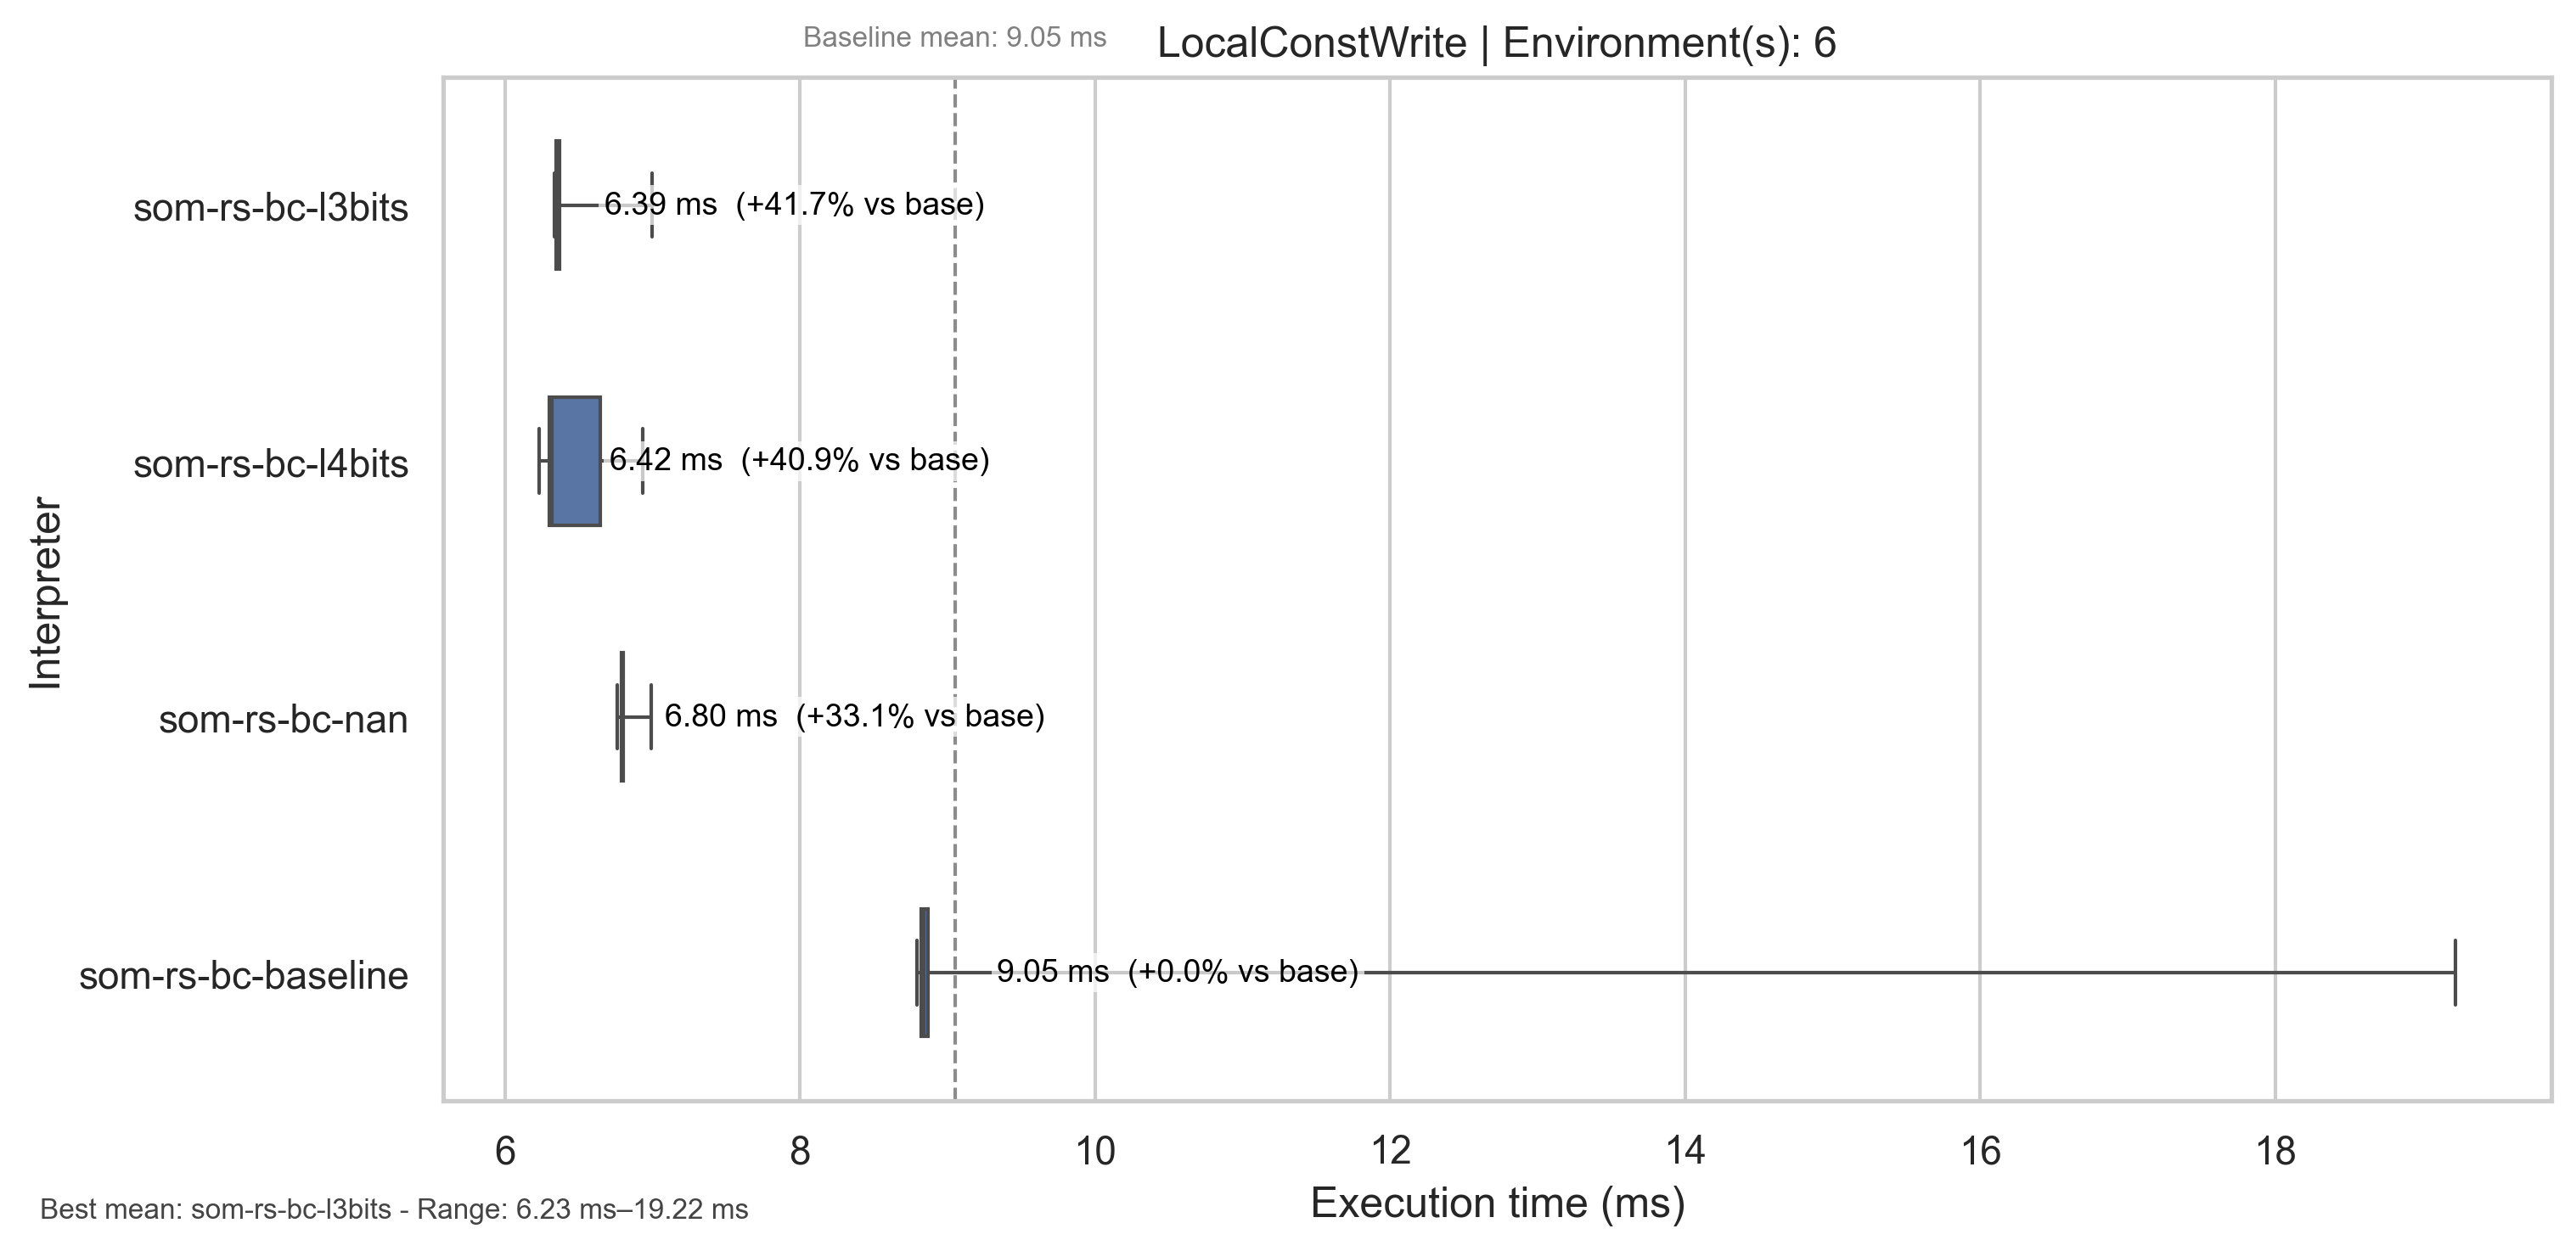 Baseline mean: 9.05 ms
LocalConstWrite | Environment(s): 6
som-rs-bc-l3bits
6.39 ms (+41.7% vs base)
som-rs-bc-l4bits
6.42 ms (+40.9% vs base)
Interpreter
som-rs-bc-nan
6.80 ms (+33.1% vs base)
som-rs-bc-baseline
9.05 ms (+0.0% vs base)
6 8 10 12 14 16 18
Execution time (ms)
Best mean: som-rs-bc-l3bits - Range: 6.23 ms–19.22 ms